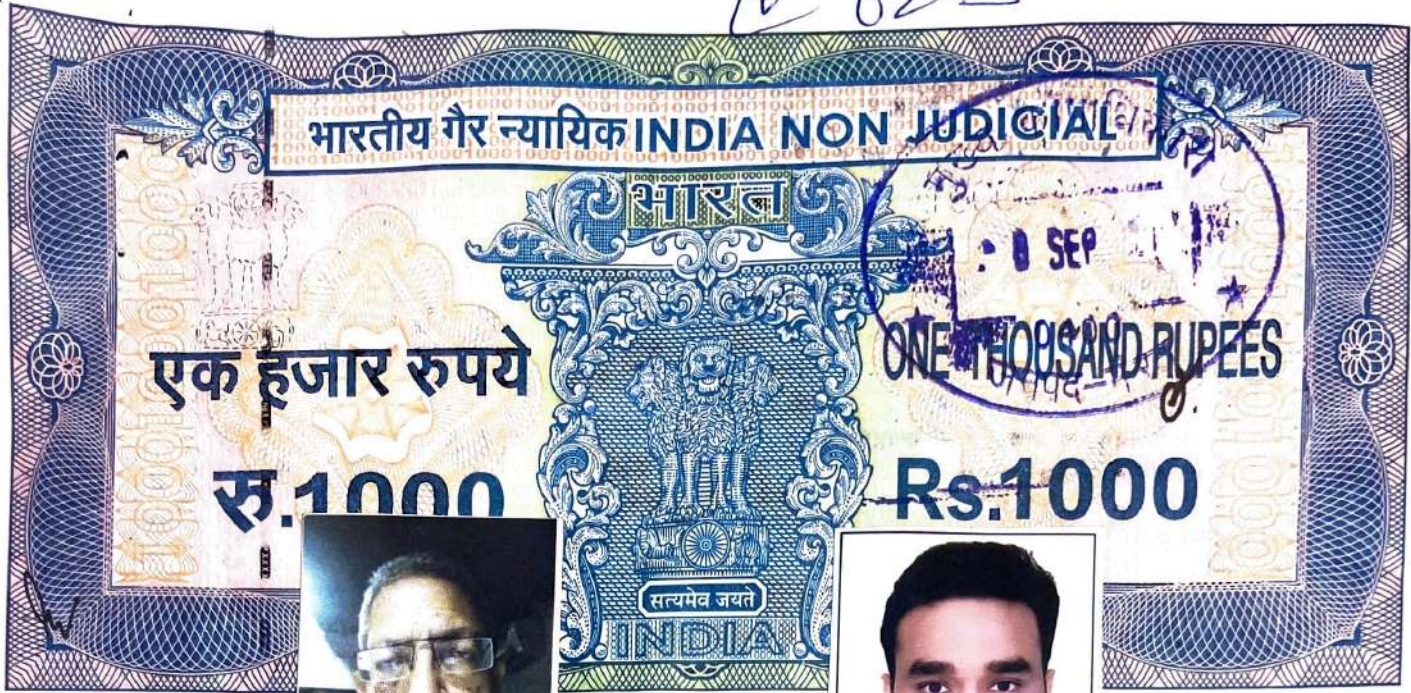 भारतीय गैर न्यायिक INDIA NON JUDICIAL
भारत
8 SEP
एक हजार रुपये
ONE THOUSAND RUPEES
रु.1000
Rs.1000
सत्यमेव जयते
INDIA